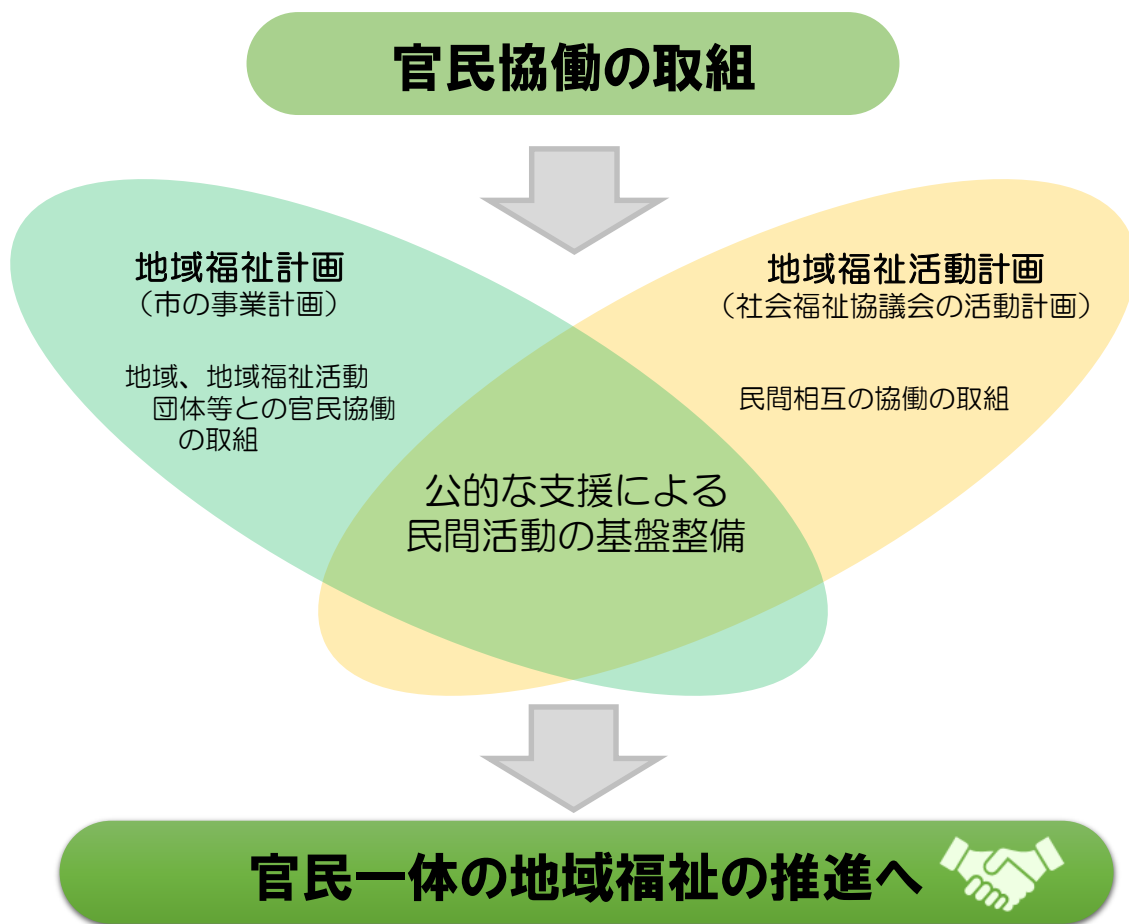 官民協働の取組
地域福祉計画
（市の事業計画）
地域、地域福祉活動
団体等との官民協働
の取組
地域福祉活動計画
（社会福祉協議会の活動計画）
民間相互の協働の取組
公的な支援による
民間活動の基盤整備
官民一体の地域福祉の推進へ